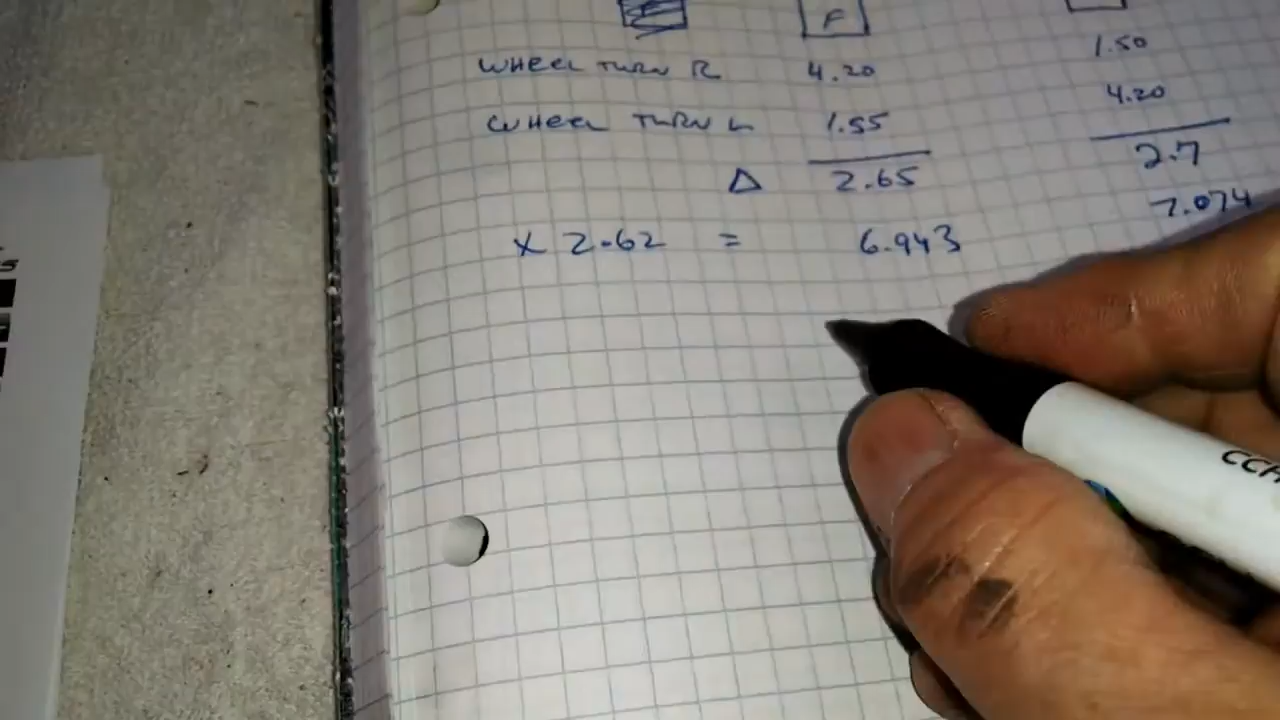 F
WHEEL TURN R 4.20 1.50
WHEEL TURN L 1.55 4.20
Δ 2.65 2.7
x 2.62 = 6.943 7.074
CCH